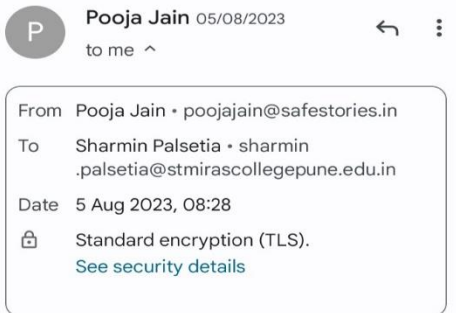 P
Pooja Jain 05/08/2023
to me
From Pooja Jain • poojajain@safestories.in
To Sharmin Palsetia • sharmin
.palsetia@stmirascollegepune.edu.in
Date 5 Aug 2023, 08:28
Standard encryption (TLS).
See security details